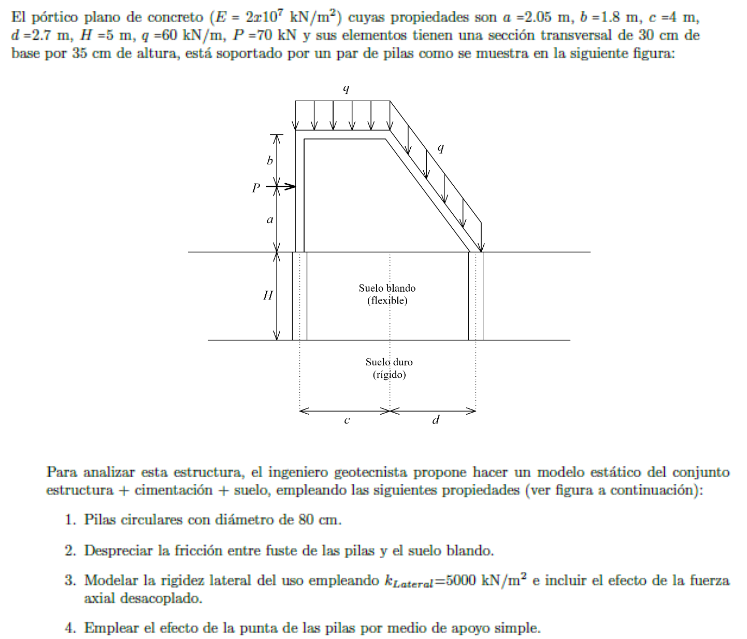 El pórtico plano de concreto (E = 2x10⁷ kN/m²) cuyas propiedades son a =2.05 m, b =1.8 m, c =4 m,
d =2.7 m, H =5 m, q =60 kN/m, P =70 kN y sus elementos tienen una sección transversal de 30 cm de
base por 35 cm de altura, está soportado por un par de pilas como se muestra en la siguiente figura:
q
b
q
P
a
H
Suelo blando
(flexible)
Suelo duro
(rígido)
c
d
Para analizar esta estructura, el ingeniero geotecnista propone hacer un modelo estático del conjunto
estructura + cimentación + suelo, empleando las siguientes propiedades (ver figura a continuación):
1. Pilas circulares con diámetro de 80 cm.
2. Despreciar la fricción entre fuste de las pilas y el suelo blando.
3. Modelar la rigidez lateral del uso empleando k_Lateral=5000 kN/m² e incluir el efecto de la fuerza
axial desacoplado.
4. Emplear el efecto de la punta de las pilas por medio de apoyo simple.